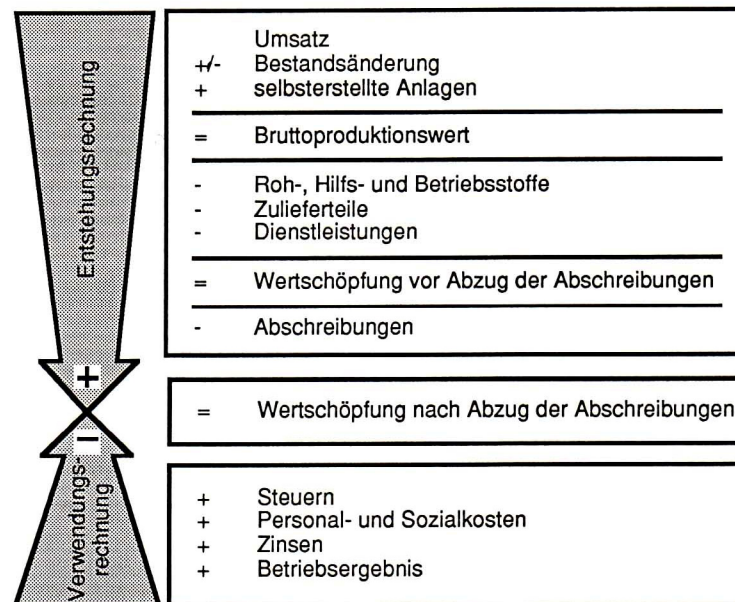 Entstehungsrechnung
Umsatz
+/- Bestandsänderung
+ selbsterstellte Anlagen
= Bruttoproduktionswert
- Roh-, Hilfs- und Betriebsstoffe
- Zulieferteile
- Dienstleistungen
= Wertschöpfung vor Abzug der Abschreibungen
- Abschreibungen
+
= Wertschöpfung nach Abzug der Abschreibungen
−
Verwendungs-
rechnung
+ Steuern
+ Personal- und Sozialkosten
+ Zinsen
+ Betriebsergebnis